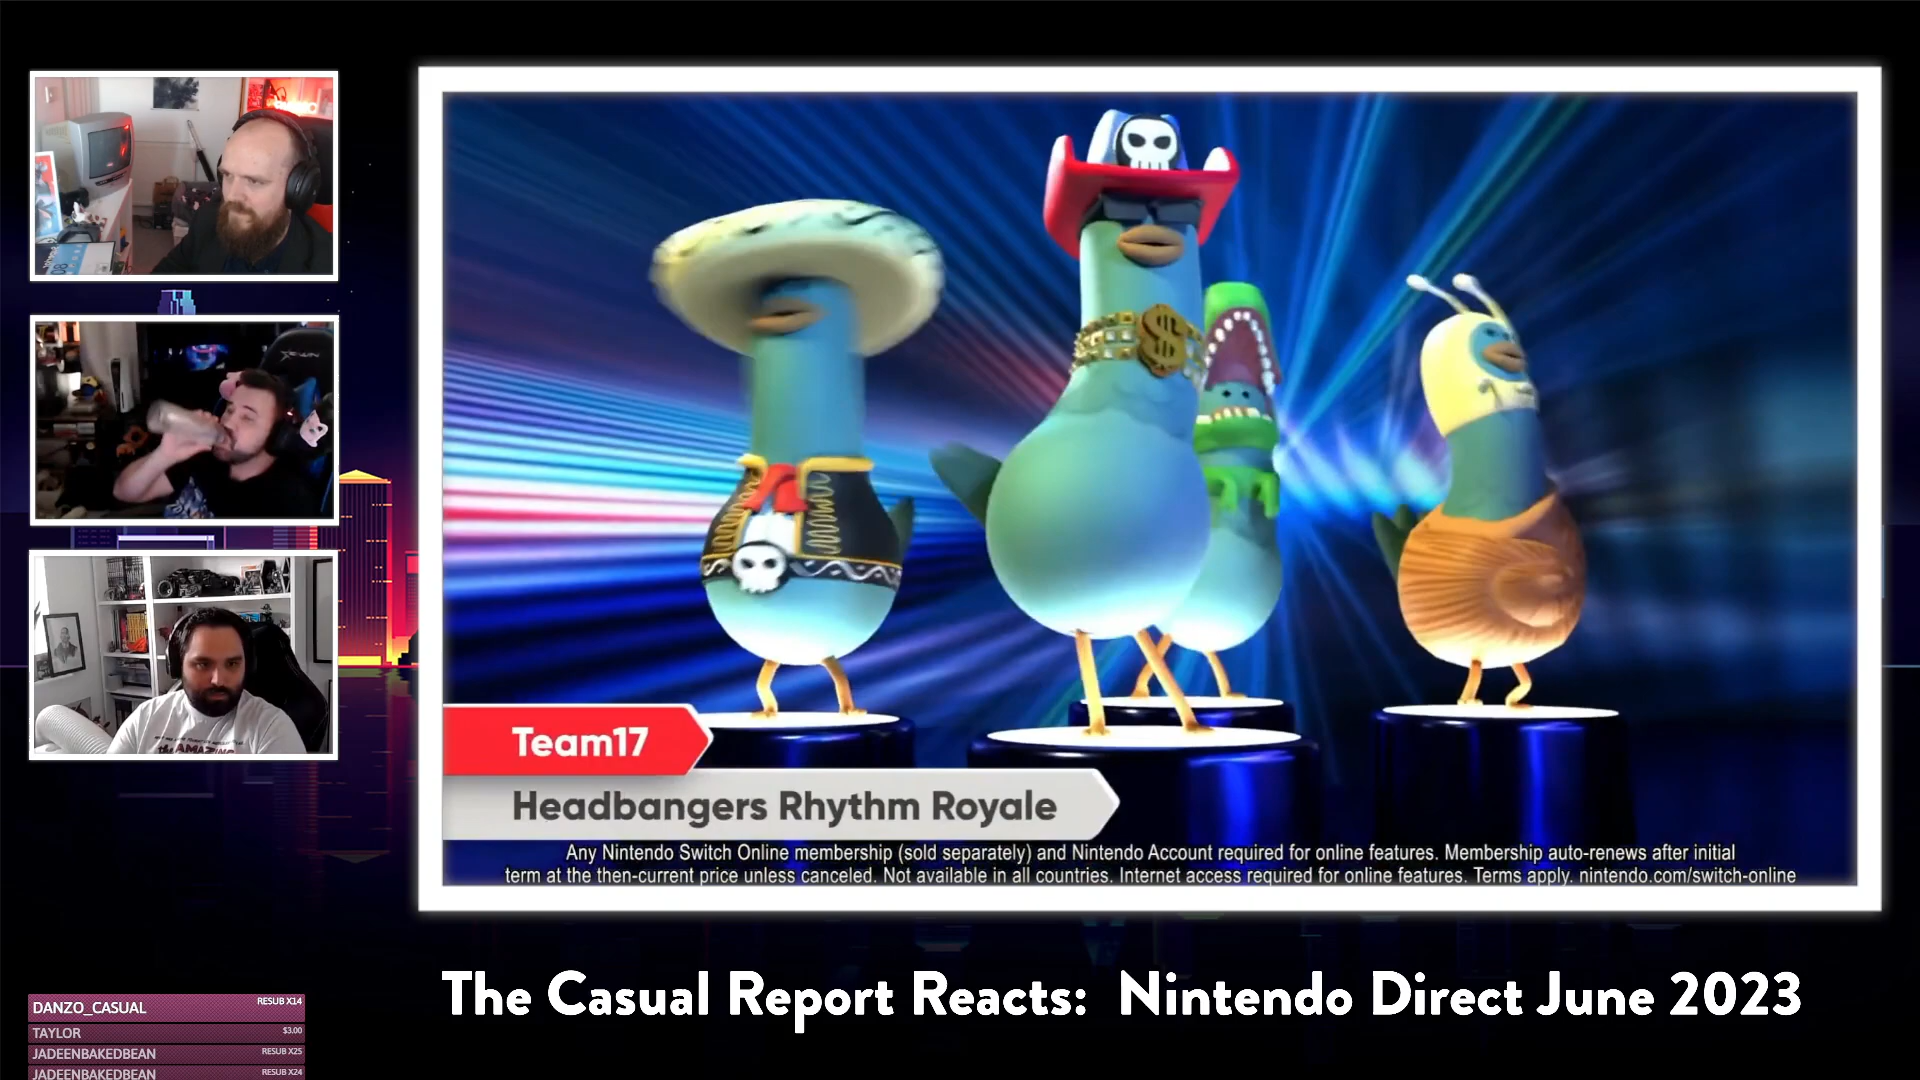 Team17
Headbangers Rhythm Royale
Any Nintendo Switch Online membership (sold separately) and Nintendo Account required for online features. Membership auto-renews after initial
term at the then-current price unless canceled. Not available in all countries. Internet access required for online features. Terms apply. nintendo.com/switch-online
The Casual Report Reacts: Nintendo Direct June 2023
DANZO_CASUAL RESUB X14
TAYLOR $3.00
JADEENBAKEDBEAN RESUB X25
JADEENBAKEDBEAN RESUB X24
the AMAZING